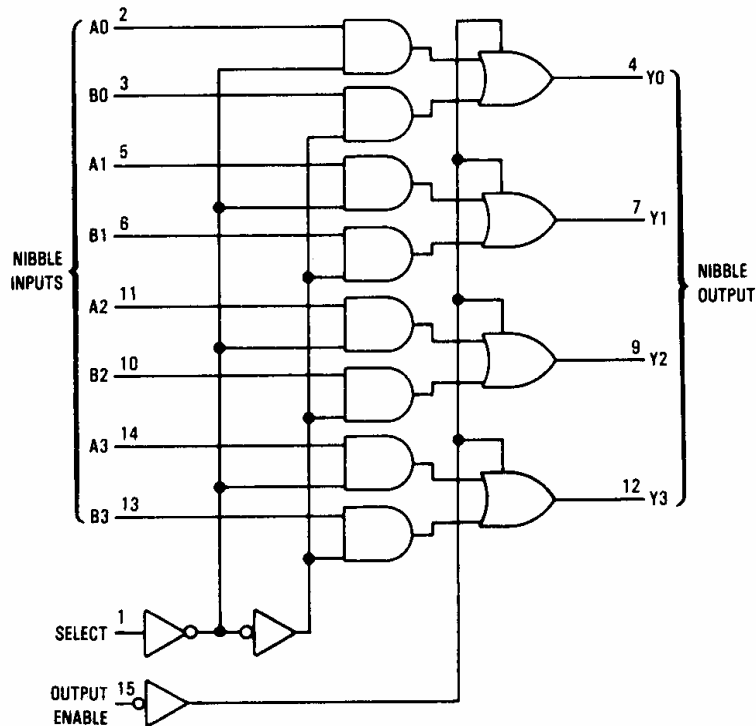 A0 2
4 Y0
B0 3
A1 5
7 Y1
B1 6
NIBBLE
INPUTS
NIBBLE
OUTPUT
A2 11
9 Y2
B2 10
A3 14
12 Y3
B3 13
SELECT 1
OUTPUT 15
ENABLE